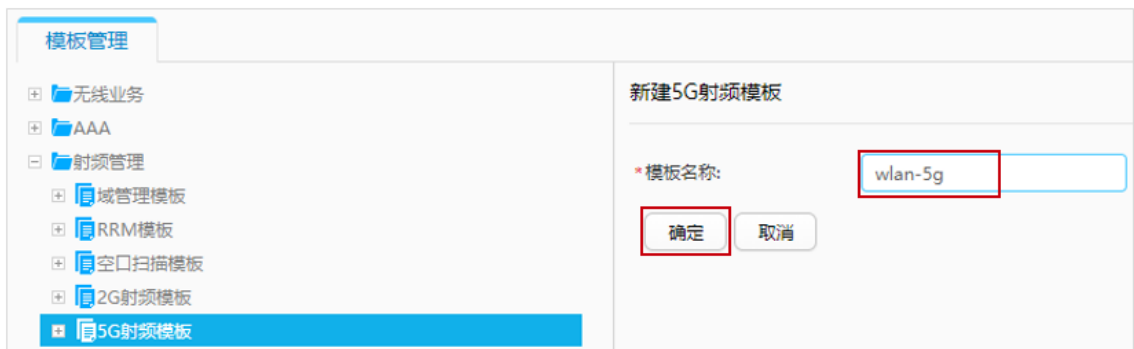 模板管理
无线业务
AAA
射频管理
域管理模板
RRM模板
空口扫描模板
2G射频模板
5G射频模板
新建5G射频模板
*模板名称:
wlan-5g
确定 取消